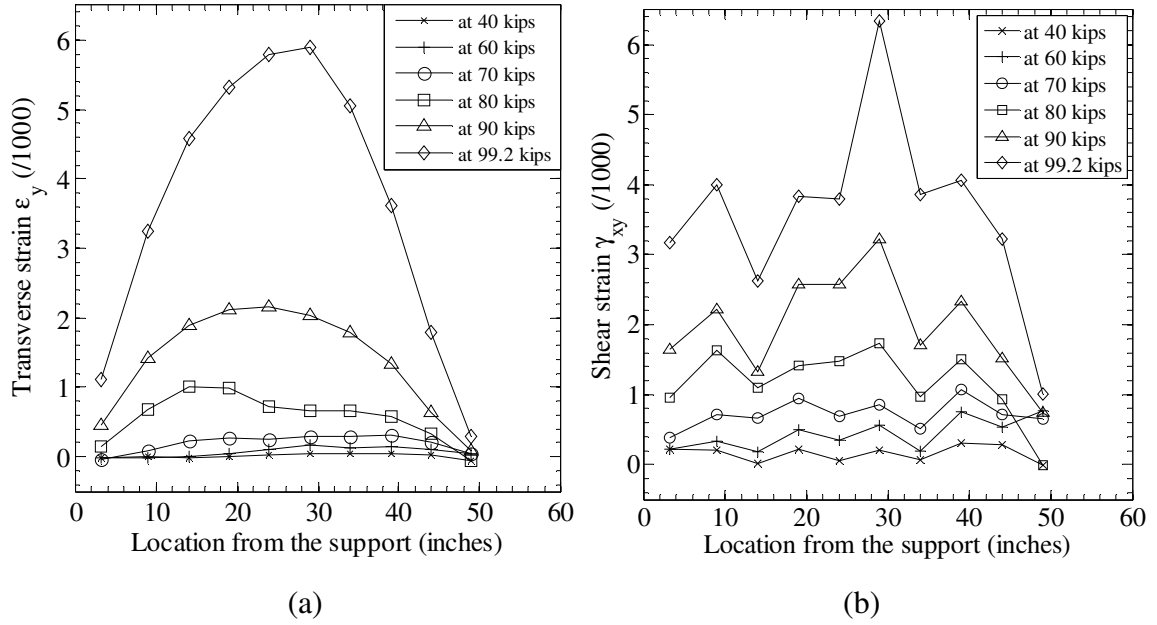 Transverse strain εy (/1000)
6
5
4
3
2
1
0
0 10 20 30 40 50 60
Location from the support (inches)
at 40 kips
at 60 kips
at 70 kips
at 80 kips
at 90 kips
at 99.2 kips
(a)
Shear strain γxy (/1000)
6
5
4
3
2
1
0
0 10 20 30 40 50 60
Location from the support (inches)
at 40 kips
at 60 kips
at 70 kips
at 80 kips
at 90 kips
at 99.2 kips
(b)